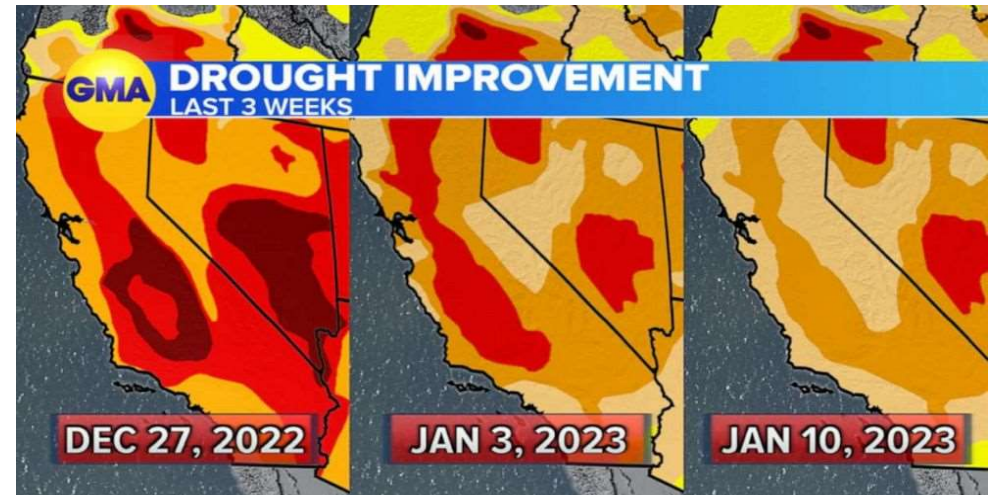 GMA
DROUGHT IMPROVEMENT
LAST 3 WEEKS
DEC 27, 2022
JAN 3, 2023
JAN 10, 2023